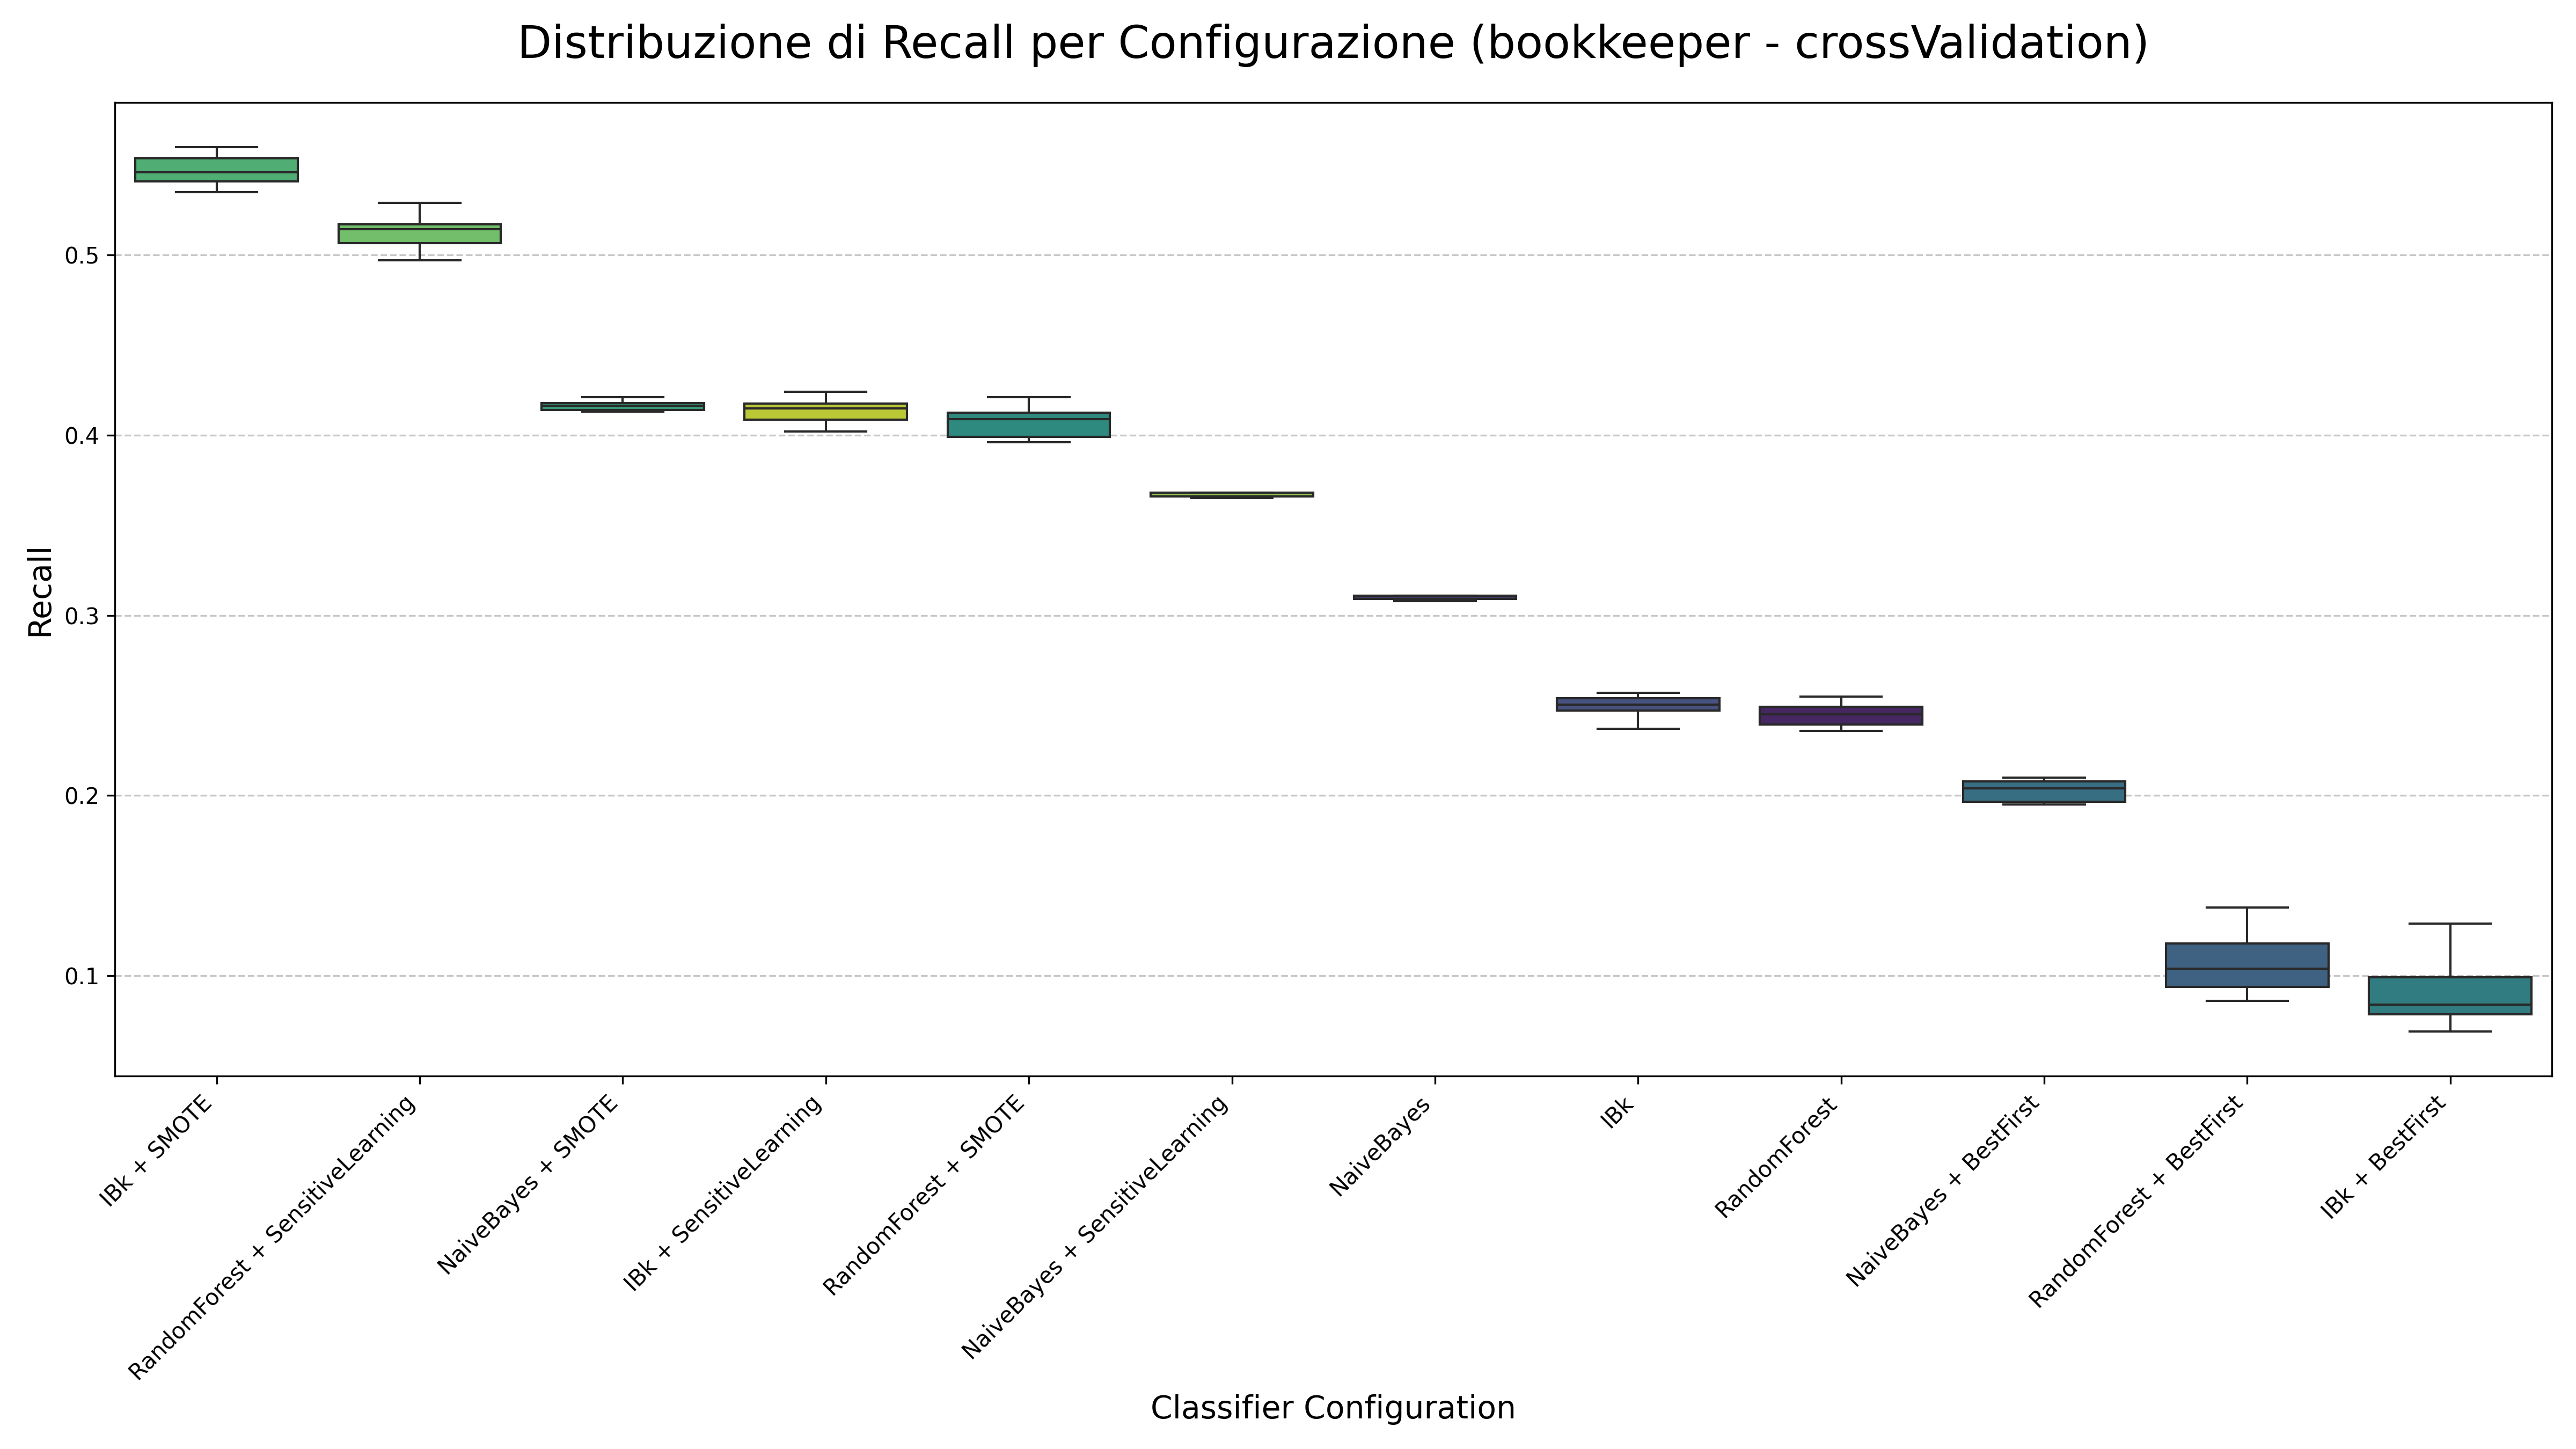 Distribuzione di Recall per Configurazione (bookkeeper - crossValidation)
Recall
0.5
0.4
0.3
0.2
0.1
IBk + SMOTE
RandomForest + SensitiveLearning
NaiveBayes + SMOTE
IBk + SensitiveLearning
RandomForest + SMOTE
NaiveBayes + SensitiveLearning
NaiveBayes
IBk
RandomForest
NaiveBayes + BestFirst
RandomForest + BestFirst
IBk + BestFirst
Classifier Configuration